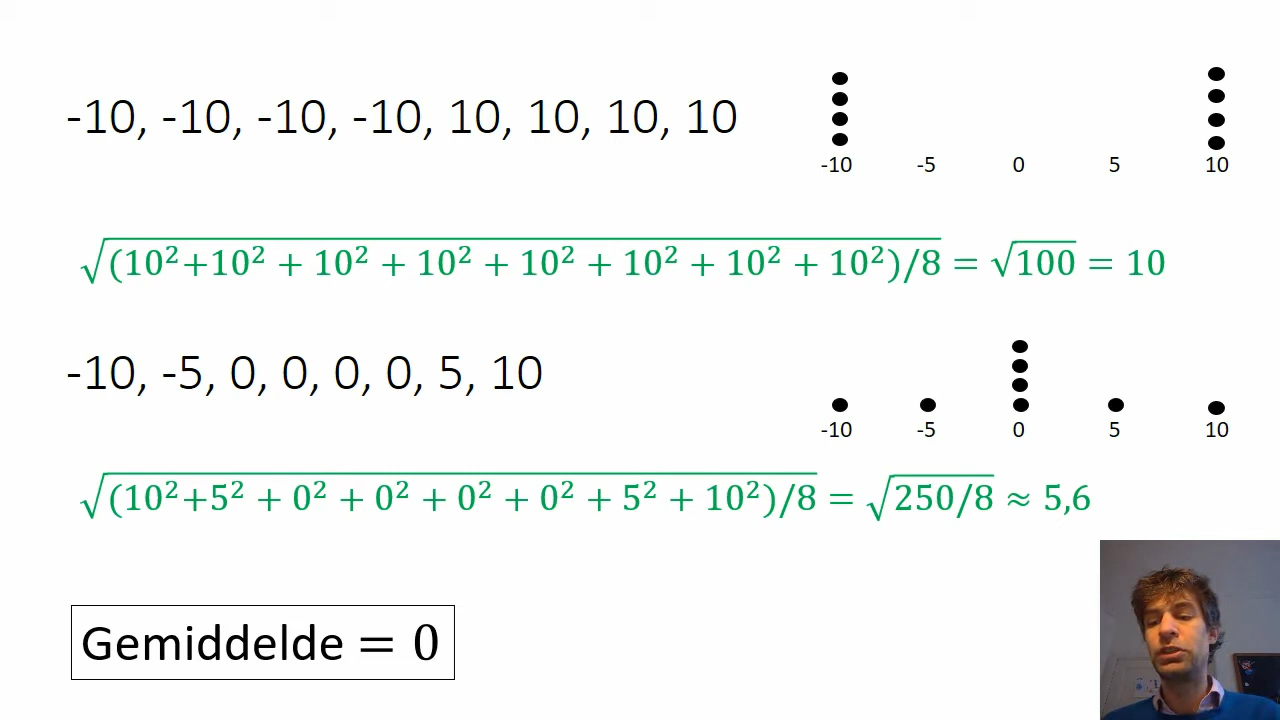 -10, -10, -10, -10, 10, 10, 10, 10
-10 -5 0 5 10
√(10²+10² + 10² + 10² + 10² + 10² + 10² + 10²)/8 = √100 = 10
-10, -5, 0, 0, 0, 0, 5, 10
-10 -5 0 5 10
√(10²+5² + 0² + 0² + 0² + 0² + 5² + 10²)/8 = √250/8 ≈ 5,6
Gemiddelde = 0